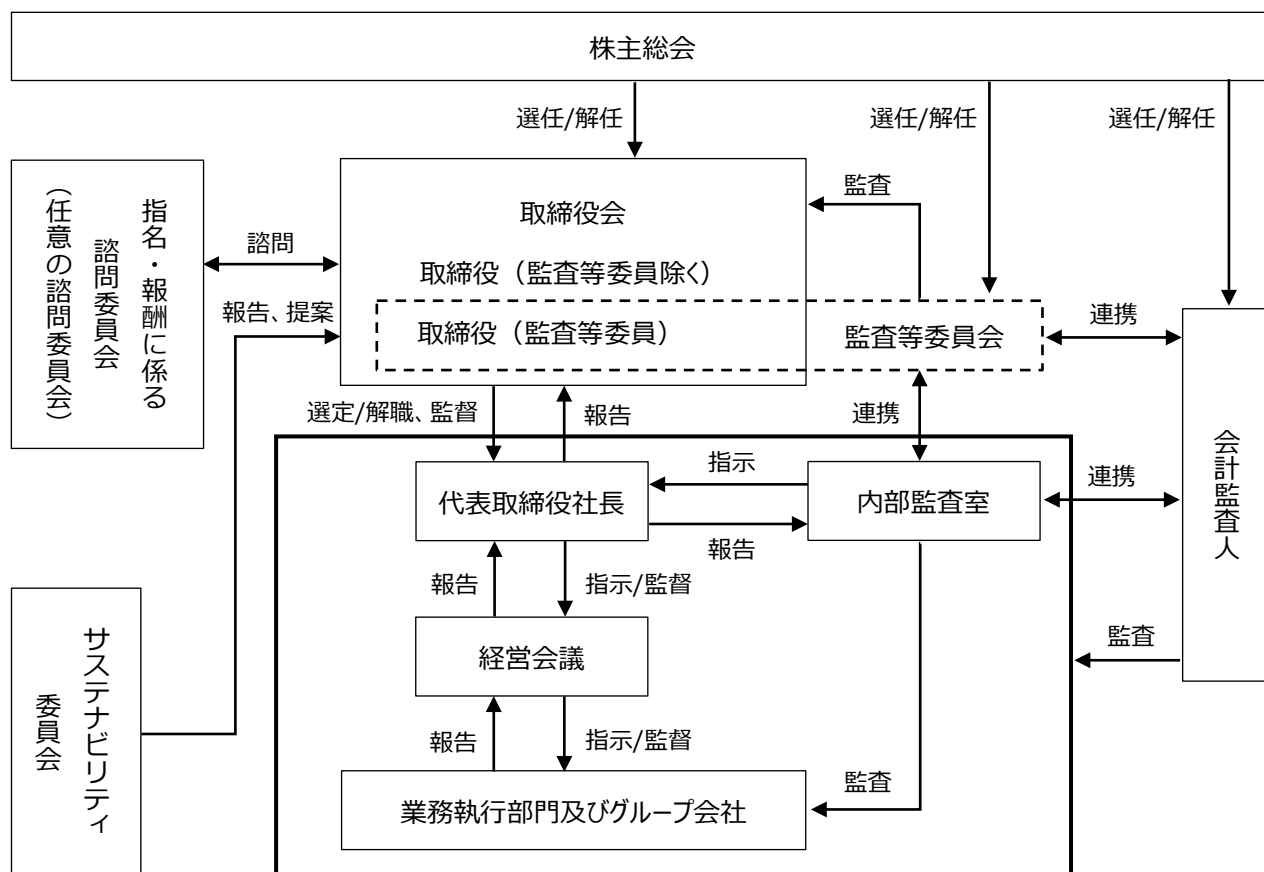 株主総会
選任/解任
選任/解任
選任/解任
指名・報酬に係る
諮問委員会
（任意の諮問委員会）
諮問
報告、提案
取締役会
取締役（監査等委員除く）
取締役（監査等委員）
監査等委員会
監査
連携
会計監査人
選定/解職、監督
報告
連携
代表取締役社長
指示
報告
内部監査室
連携
報告
指示/監督
経営会議
監査
サステナビリティ
委員会
報告
指示/監督
監査
業務執行部門及びグループ会社